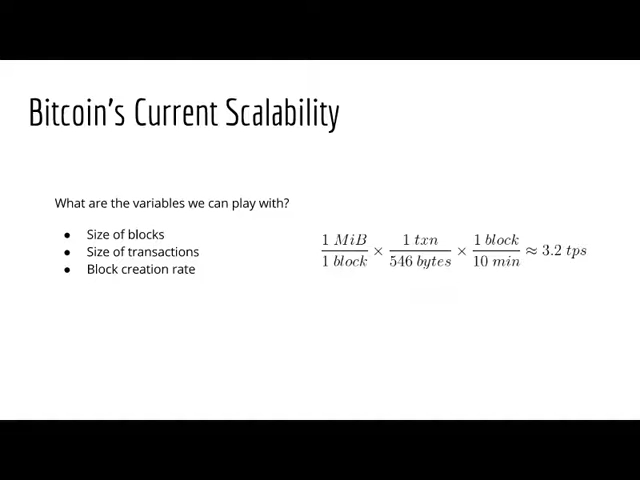 Bitcoin's Current Scalability
What are the variables we can play with?
● Size of blocks
● Size of transactions
● Block creation rate
1 MiB / 1 block × 1 txn / 546 bytes × 1 block / 10 min ≈ 3.2 tps